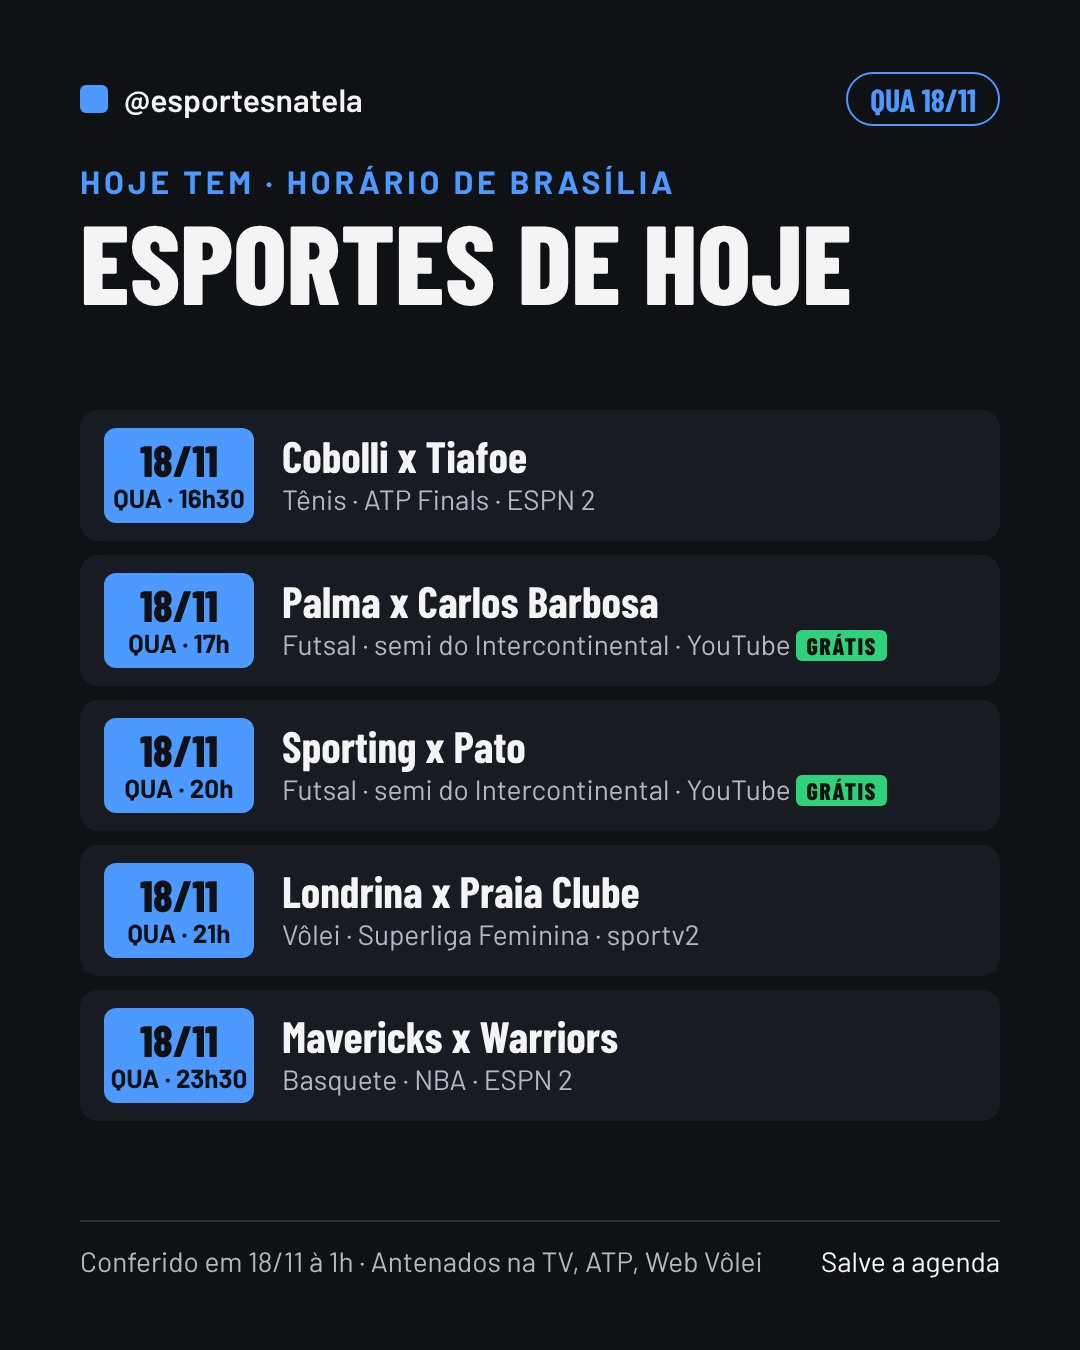 @esportesnatela
QUA 18/11
HOJE TEM · HORÁRIO DE BRASÍLIA
ESPORTES DE HOJE
18/11
QUA · 16h30
Cobolli x Tiafoe
Tênis · ATP Finals · ESPN 2
18/11
QUA · 17h
Palma x Carlos Barbosa
Futsal · semi do Intercontinental · YouTube GRÁTIS
18/11
QUA · 20h
Sporting x Pato
Futsal · semi do Intercontinental · YouTube GRÁTIS
18/11
QUA · 21h
Londrina x Praia Clube
Vôlei · Superliga Feminina · sportv2
18/11
QUA · 23h30
Mavericks x Warriors
Basquete · NBA · ESPN 2
Conferido em 18/11 à 1h · Antenados na TV, ATP, Web Vôlei
Salve a agenda